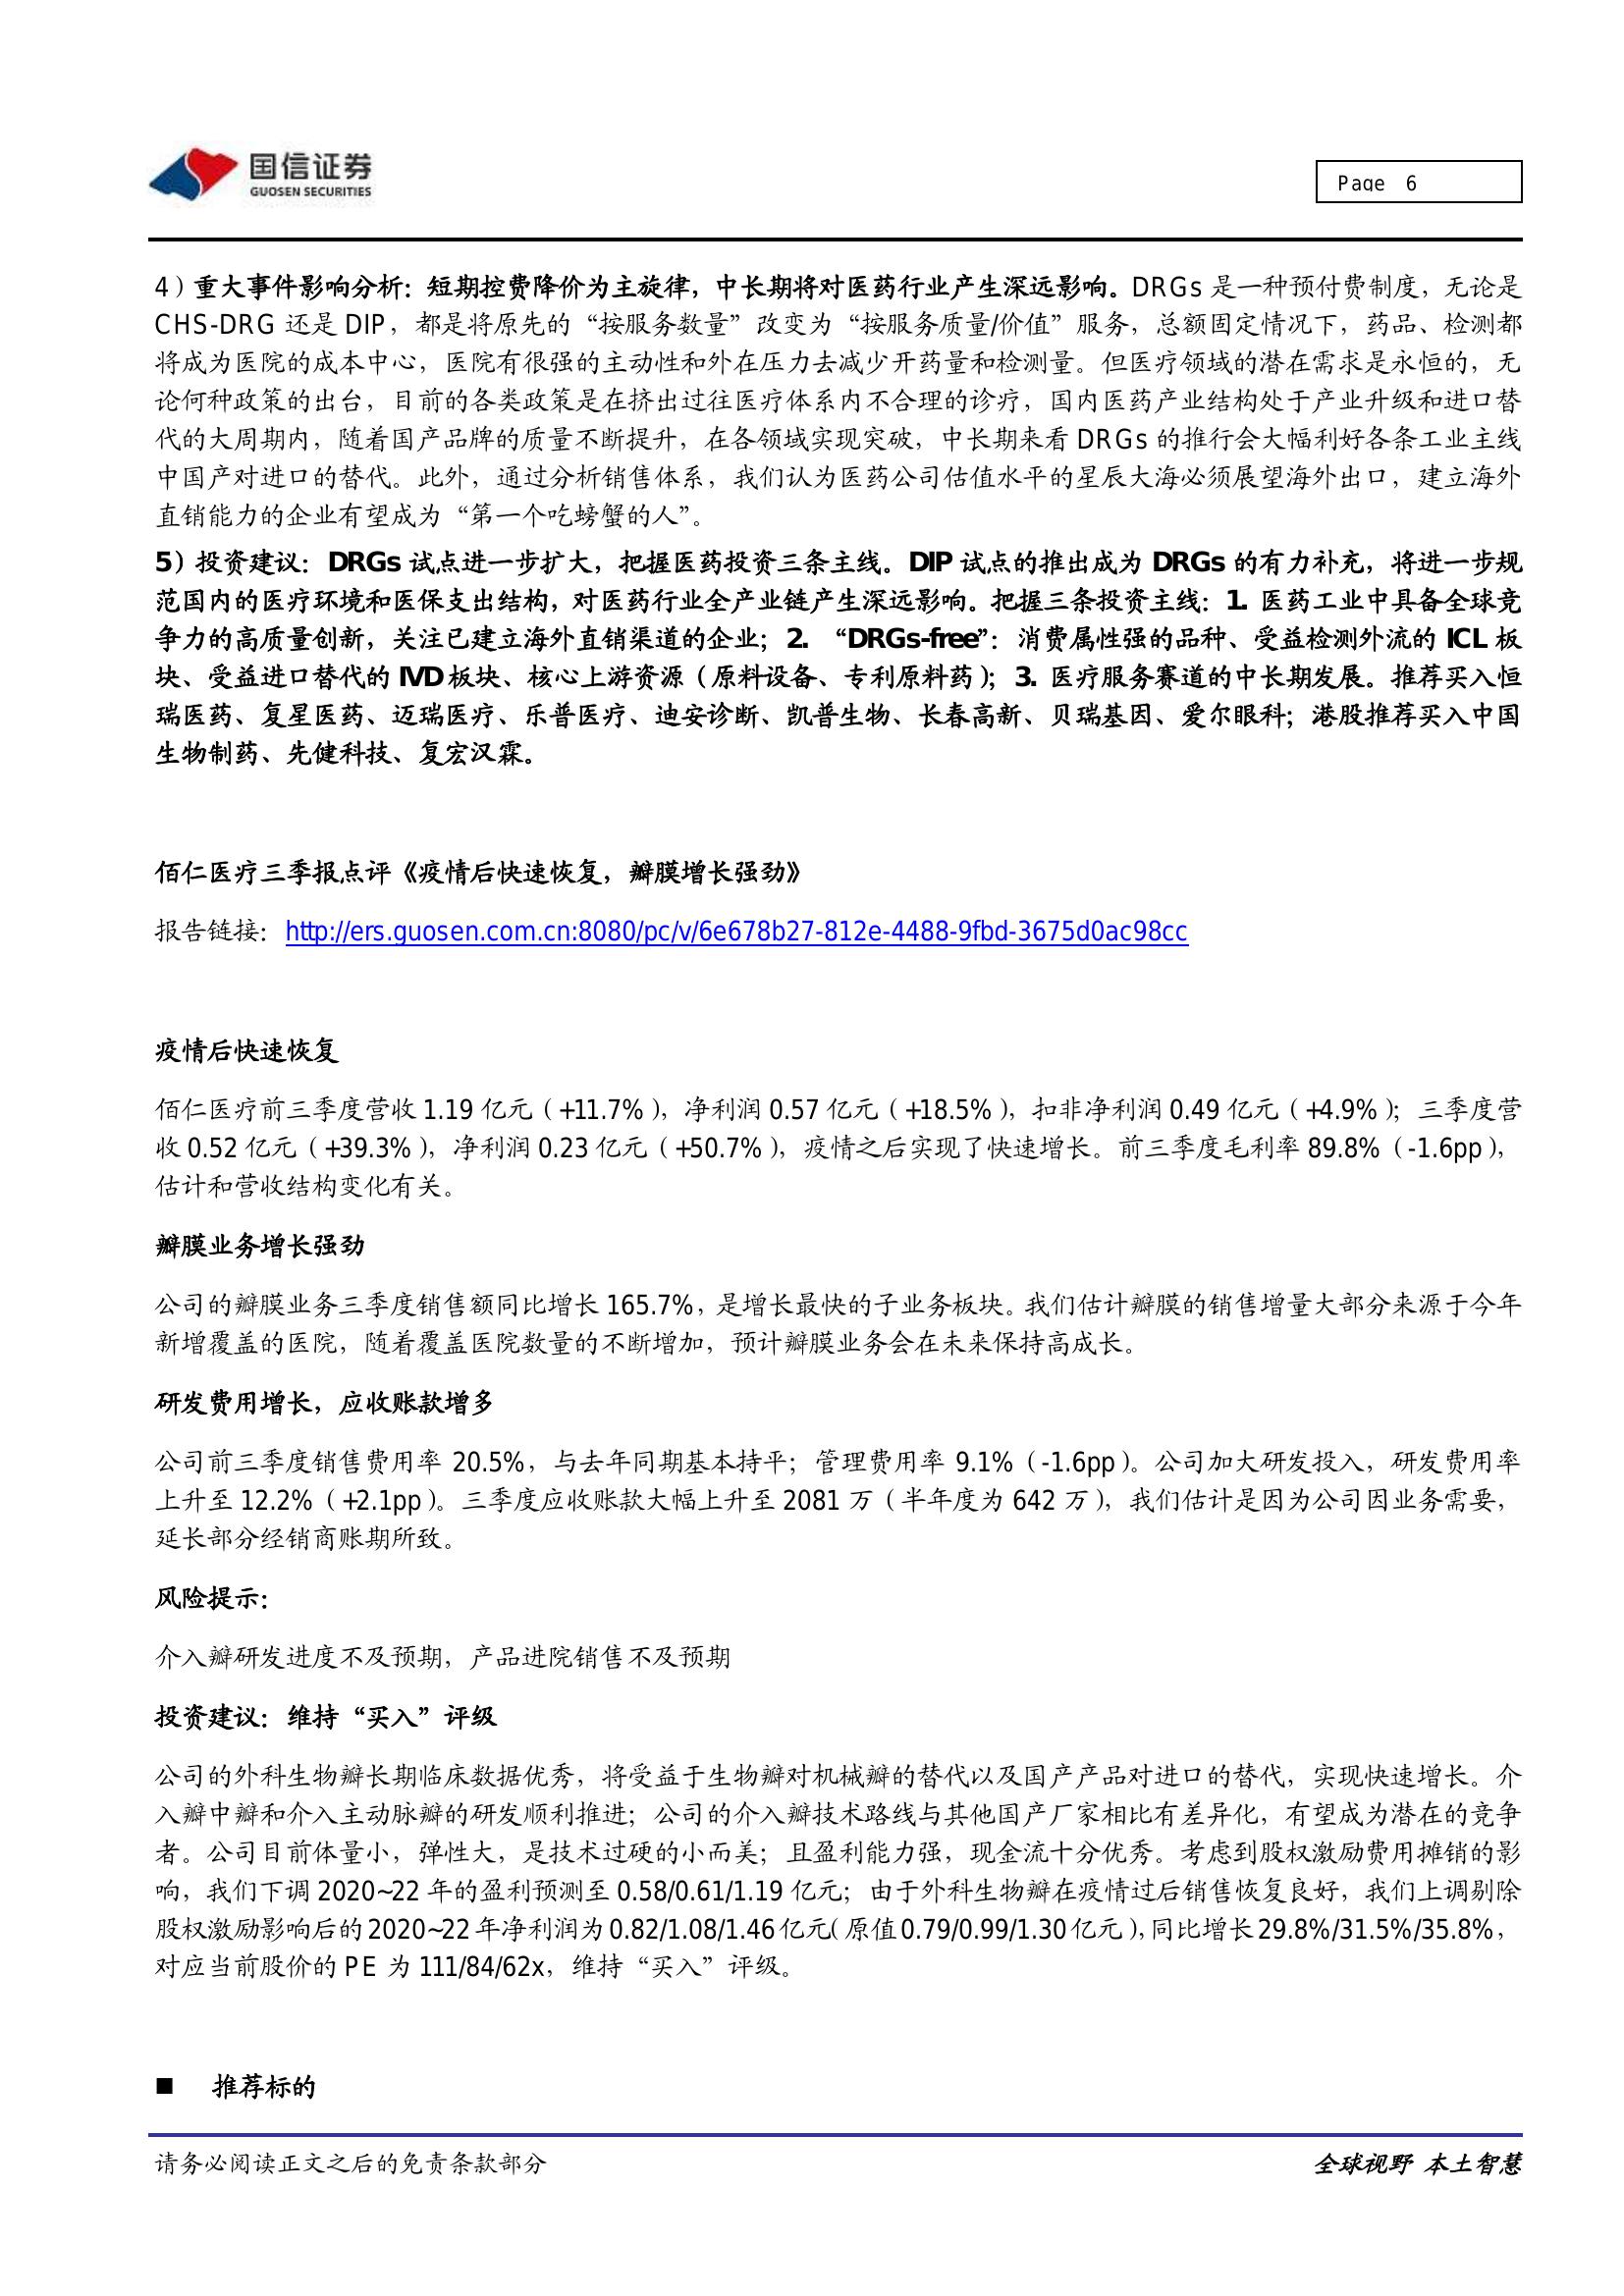 国信证券
GUOSEN SECURITIES
Page 6
4）重大事件影响分析：短期控费降价为主旋律，中长期将对医药行业产生深远影响。DRGs 是一种预付费制度，无论是
CHS-DRG 还是 DIP，都是将原先的“按服务数量”改变为“按服务质量/价值”服务，总额固定情况下，药品、检测都
将成为医院的成本中心，医院有很强的主动性和外在压力去减少开药量和检测量。但医疗领域的潜在需求是永恒的，无
论何种政策的出台，目前的各类政策是在挤出过往医疗体系内不合理的诊疗，国内医药产业结构处于产业升级和进口替
代的大周期内，随着国产品牌的质量不断提升，在各领域实现突破，中长期来看 DRGs 的推行会大幅利好各条工业主线
中国产对进口的替代。此外，通过分析销售体系，我们认为医药公司估值水平的星辰大海必须展望海外出口，建立海外
直销能力的企业有望成为“第一个吃螃蟹的人”。
5）投资建议：DRGs 试点进一步扩大，把握医药投资三条主线。DIP 试点的推出成为 DRGs 的有力补充，将进一步规
范国内的医疗环境和医保支出结构，对医药行业全产业链产生深远影响。把握三条投资主线：1. 医药工业中具备全球竞
争力的高质量创新，关注已建立海外直销渠道的企业；2. “DRGs-free”：消费属性强的品种、受益检测外流的 ICL 板
块、受益进口替代的 IVD 板块、核心上游资源（原料设备、专利原料药）；3. 医疗服务赛道的中长期发展。推荐买入恒
瑞医药、复星医药、迈瑞医疗、乐普医疗、迪安诊断、凯普生物、长春高新、贝瑞基因、爱尔眼科；港股推荐买入中国
生物制药、先健科技、复宏汉霖。
佰仁医疗三季报点评《疫情后快速恢复，瓣膜增长强劲》
报告链接：http://ers.guosen.com.cn:8080/pc/v/6e678b27-812e-4488-9fbd-3675d0ac98cc
疫情后快速恢复
佰仁医疗前三季度营收 1.19 亿元（+11.7%），净利润 0.57 亿元（+18.5%），扣非净利润 0.49 亿元（+4.9%）；三季度营
收 0.52 亿元（+39.3%），净利润 0.23 亿元（+50.7%），疫情之后实现了快速增长。前三季度毛利率 89.8%（-1.6pp），
估计和营收结构变化有关。
瓣膜业务增长强劲
公司的瓣膜业务三季度销售额同比增长 165.7%，是增长最快的子业务板块。我们估计瓣膜的销售增量大部分来源于今年
新增覆盖的医院，随着覆盖医院数量的不断增加，预计瓣膜业务会在未来保持高成长。
研发费用增长，应收账款增多
公司前三季度销售费用率 20.5%，与去年同期基本持平；管理费用率 9.1%（-1.6pp）。公司加大研发投入，研发费用率
上升至 12.2%（+2.1pp）。三季度应收账款大幅上升至 2081 万（半年度为 642 万），我们估计是因为公司因业务需要，
延长部分经销商账期所致。
风险提示：
介入瓣研发进度不及预期，产品进院销售不及预期
投资建议：维持“买入”评级
公司的外科生物瓣长期临床数据优秀，将受益于生物瓣对机械瓣的替代以及国产产品对进口的替代，实现快速增长。介
入瓣中瓣和介入主动脉瓣的研发顺利推进；公司的介入瓣技术路线与其他国产厂家相比有差异化，有望成为潜在的竞争
者。公司目前体量小，弹性大，是技术过硬的小而美；且盈利能力强，现金流十分优秀。考虑到股权激励费用摊销的影
响，我们下调 2020~22 年的盈利预测至 0.58/0.61/1.19 亿元；由于外科生物瓣在疫情过后销售恢复良好，我们上调剔除
股权激励影响后的 2020~22 年净利润为 0.82/1.08/1.46 亿元（原值 0.79/0.99/1.30 亿元），同比增长 29.8%/31.5%/35.8%，
对应当前股价的 PE 为 111/84/62x，维持“买入”评级。
■ 推荐标的
请务必阅读正文之后的免责条款部分
全球视野 本土智慧